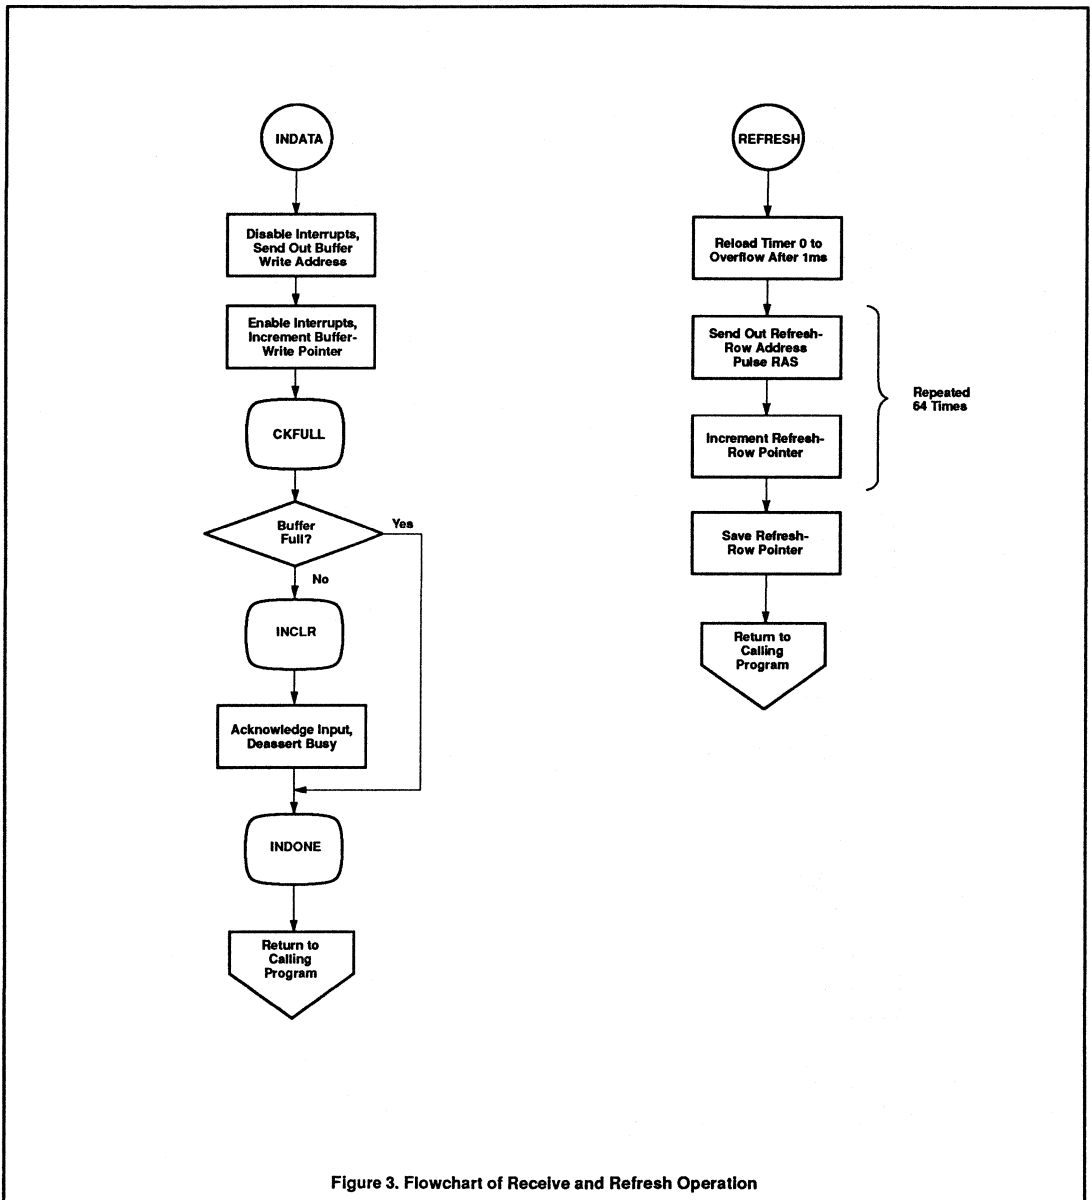 INDATA
Disable Interrupts,
Send Out Buffer
Write Address
Enable Interrupts,
Increment Buffer-
Write Pointer
CKFULL
Buffer
Full?
Yes
No
INCLR
Acknowledge Input,
Deassert Busy
INDONE
Return to
Calling
Program
REFRESH
Reload Timer 0 to
Overflow After 1ms
Send Out Refresh-
Row Address
Pulse RAS
Increment Refresh-
Row Pointer
Repeated
64 Times
Save Refresh-
Row Pointer
Return to
Calling
Program
Figure 3. Flowchart of Receive and Refresh Operation